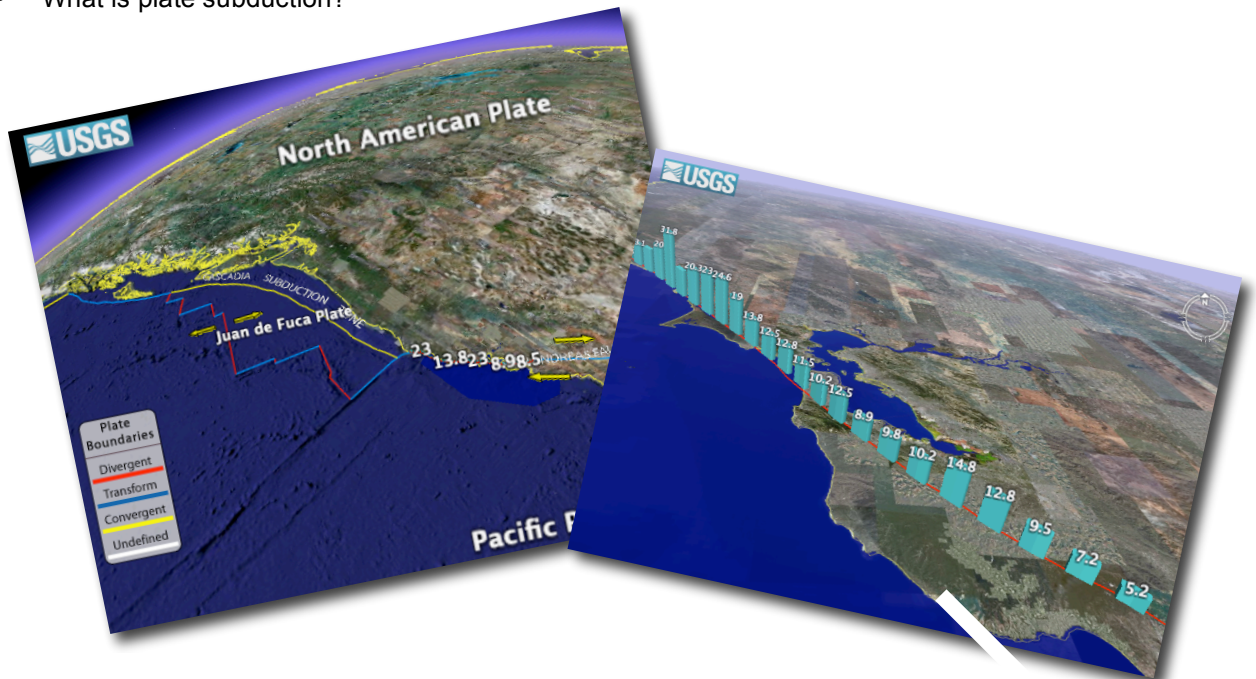 What is plate subduction?
USGS
North American Plate
CASCADIA SUBDUCTION ZONE
Juan de Fuca Plate
23
13.8
23
8.9
8.5
Plate
Boundaries
Divergent
Transform
Convergent
Undefined
Pacific
USGS
31.8
20
20.3
23
24.6
19
13.8
12.5
12.8
11.5
10.2
12.5
8.9
9.8
10.2
14.8
12.8
9.5
7.2
5.2
N